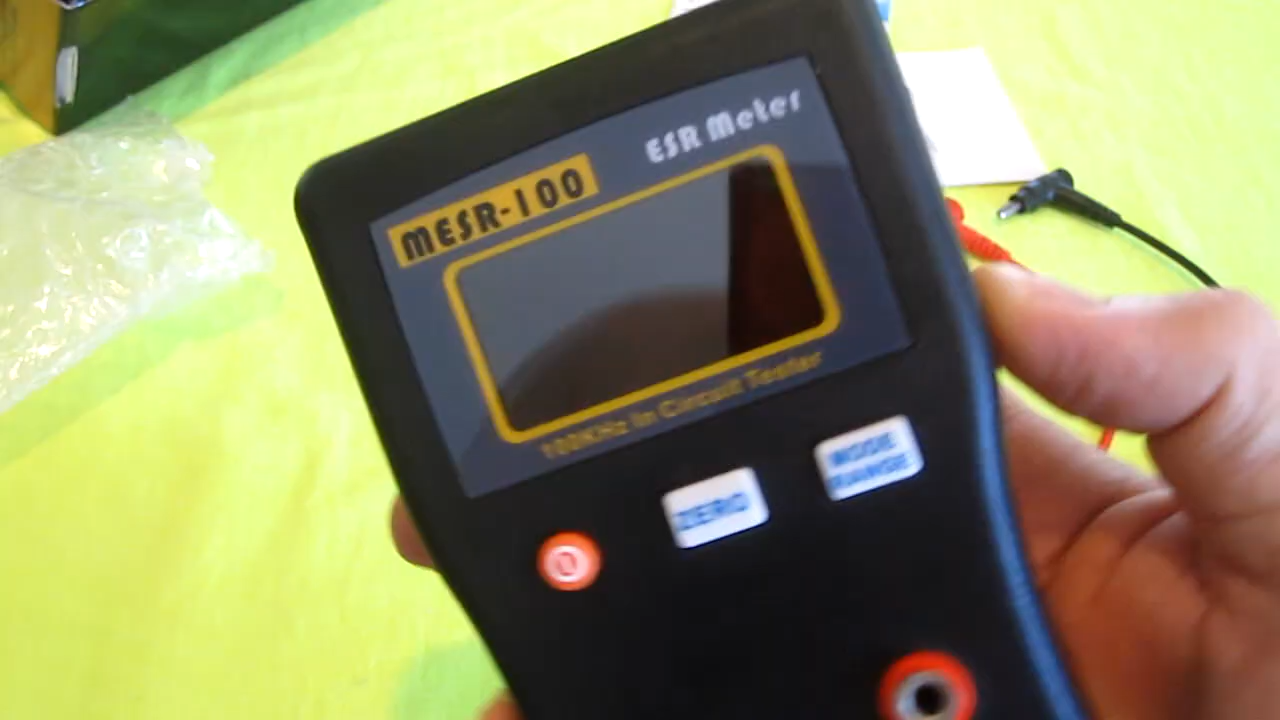 MESR-100
ESR Meter
100KHz In Circuit Tester
ZERO
MODE
RANGE